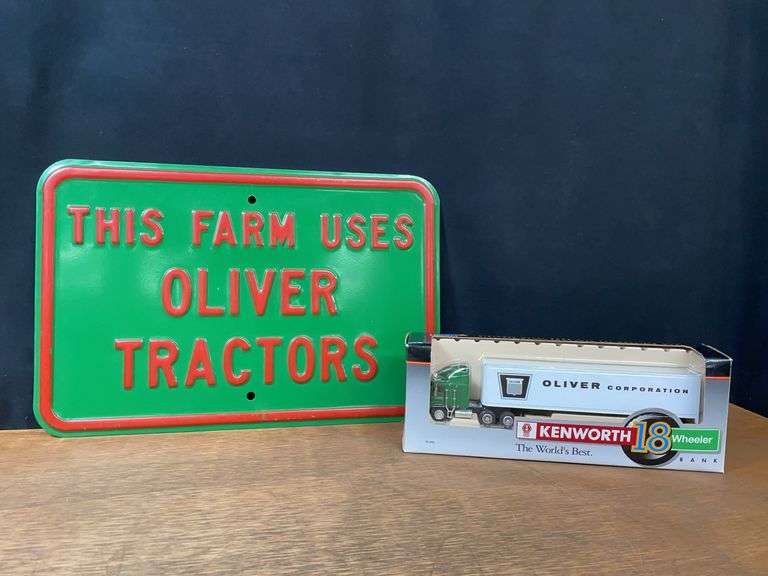 THIS FARM USES
OLIVER
TRACTORS
OLIVER CORPORATION
KENWORTH 18 Wheeler
The World's Best.
BANK